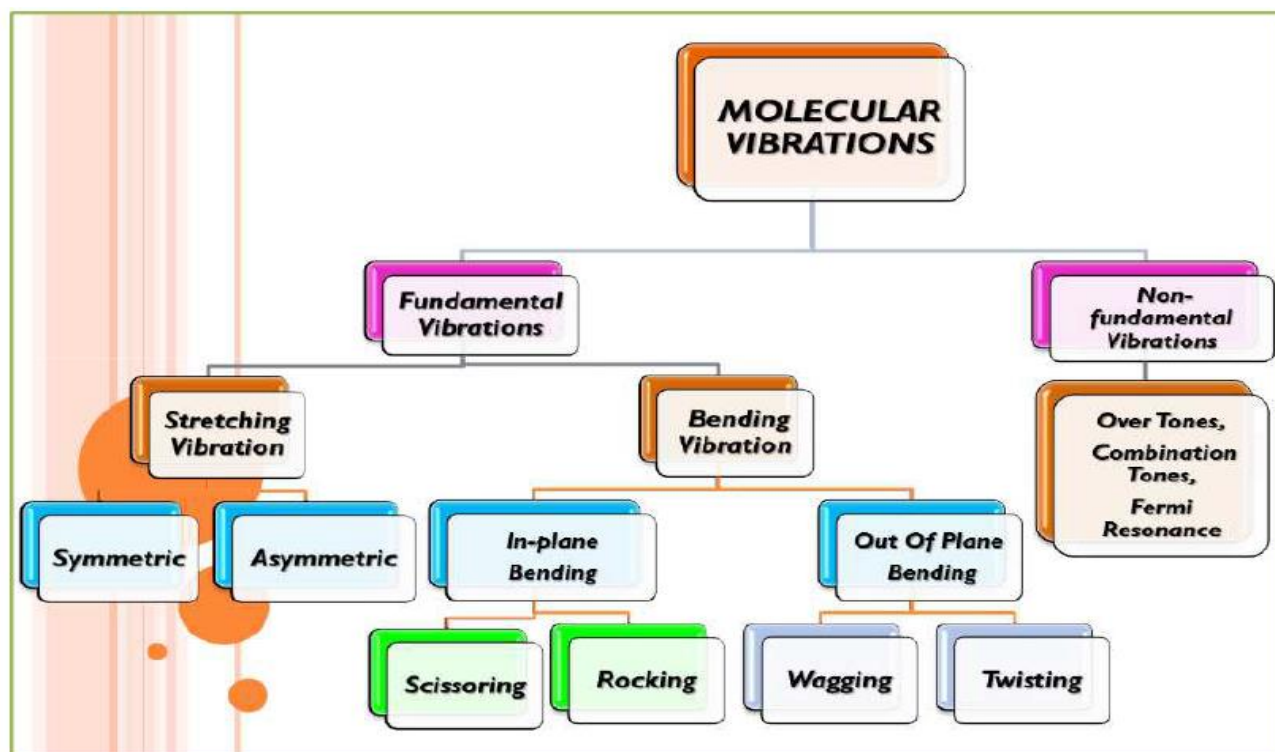 MOLECULAR
VIBRATIONS
Fundamental
Vibrations
Non-
fundamental
Vibrations
Stretching
Vibration
Bending
Vibration
Over Tones,
Combination
Tones,
Fermi
Resonance
Symmetric
Asymmetric
In-plane
Bending
Out Of Plane
Bending
Scissoring
Rocking
Wagging
Twisting